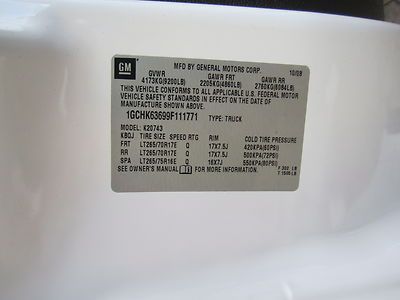 GM
MFD BY GENERAL MOTORS CORP. 10/08
GVWR GAWR FRT GAWR RR
4173KG(9200LB) 2205KG(4860LB) 2760KG(6084LB)
THIS VEHICLE CONFORMS TO ALL APPLICABLE U.S. FEDERAL MOTOR
VEHICLE SAFETY STANDARDS IN EFFECT ON THE DATE OF
MANUFACTURE SHOWN ABOVE.
1GCHK63699F111771 TYPE: TRUCK
MODEL: K20743
K8OJ TIRE SIZE SPEED RTG RIM COLD TIRE PRESSURE
FRT LT265/70R17E Q 17X7.5J 420KPA(60PSI)
RR LT265/70R17E Q 17X7.5J 500KPA(72PSI)
SPA LT265/75R16E Q 16X7J 550KPA(80PSI)
SEE OWNER'S MANUAL FOR MORE INFORMATION.